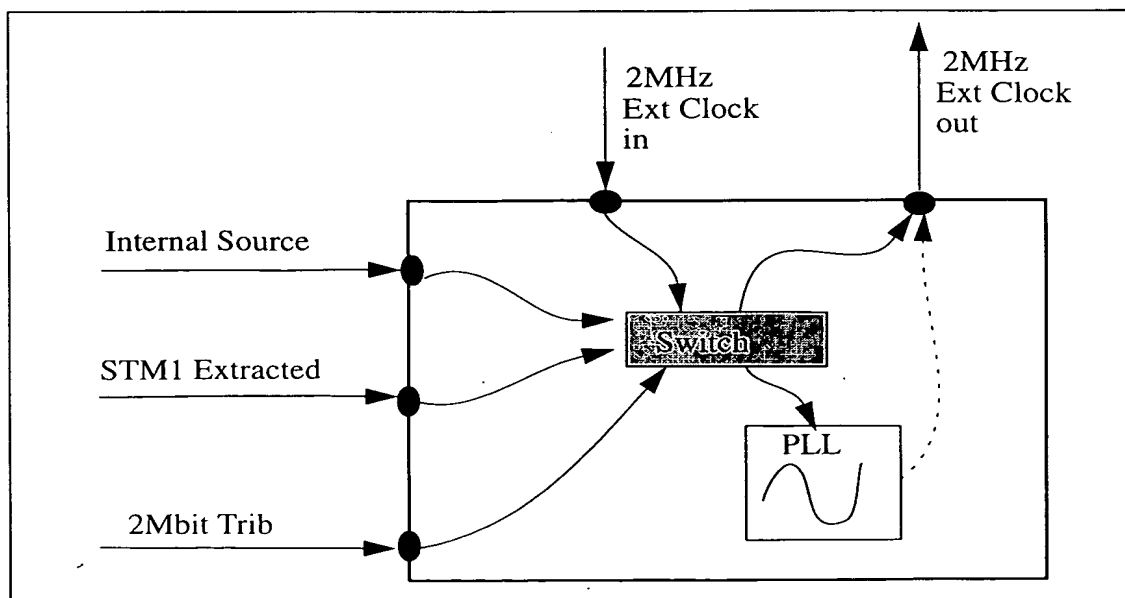 2MHz
Ext Clock
in
2MHz
Ext Clock
out
Internal Source
STM1 Extracted
Switch
PLL
2Mbit Trib